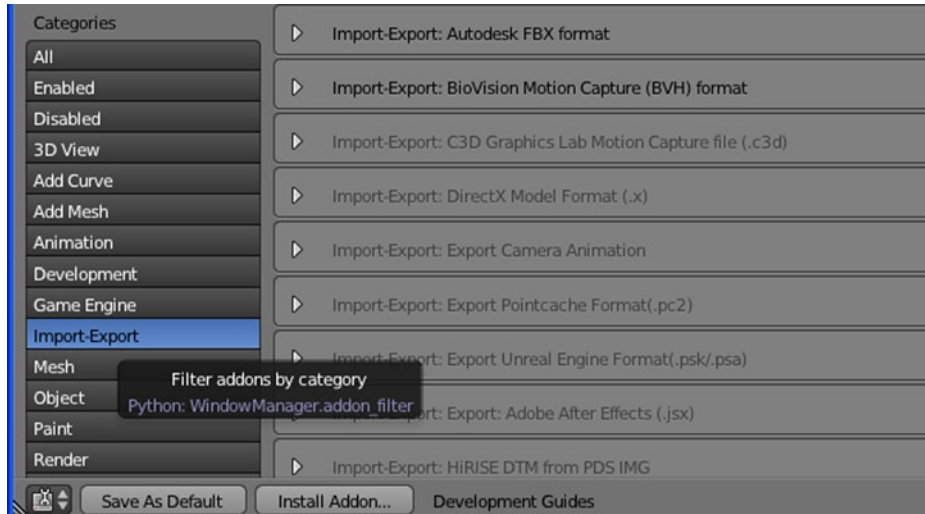 Categories
All
Enabled
Disabled
3D View
Add Curve
Add Mesh
Animation
Development
Game Engine
Import-Export
Mesh
Object
Paint
Render
Import-Export: Autodesk FBX format
Import-Export: BioVision Motion Capture (BVH) format
Import-Export: C3D Graphics Lab Motion Capture file (.c3d)
Import-Export: DirectX Model Format (.x)
Import-Export: Export Camera Animation
Import-Export: Export Pointcache Format(.pc2)
Import-Export: Export Unreal Engine Format(.psk/.psa)
Export: Adobe After Effects (.jsx)
Import-Export: HiRISE DTM from PDS IMG
Filter addons by category
Python: WindowManager.addon_filter
Save As Default
Install Addon...
Development Guides